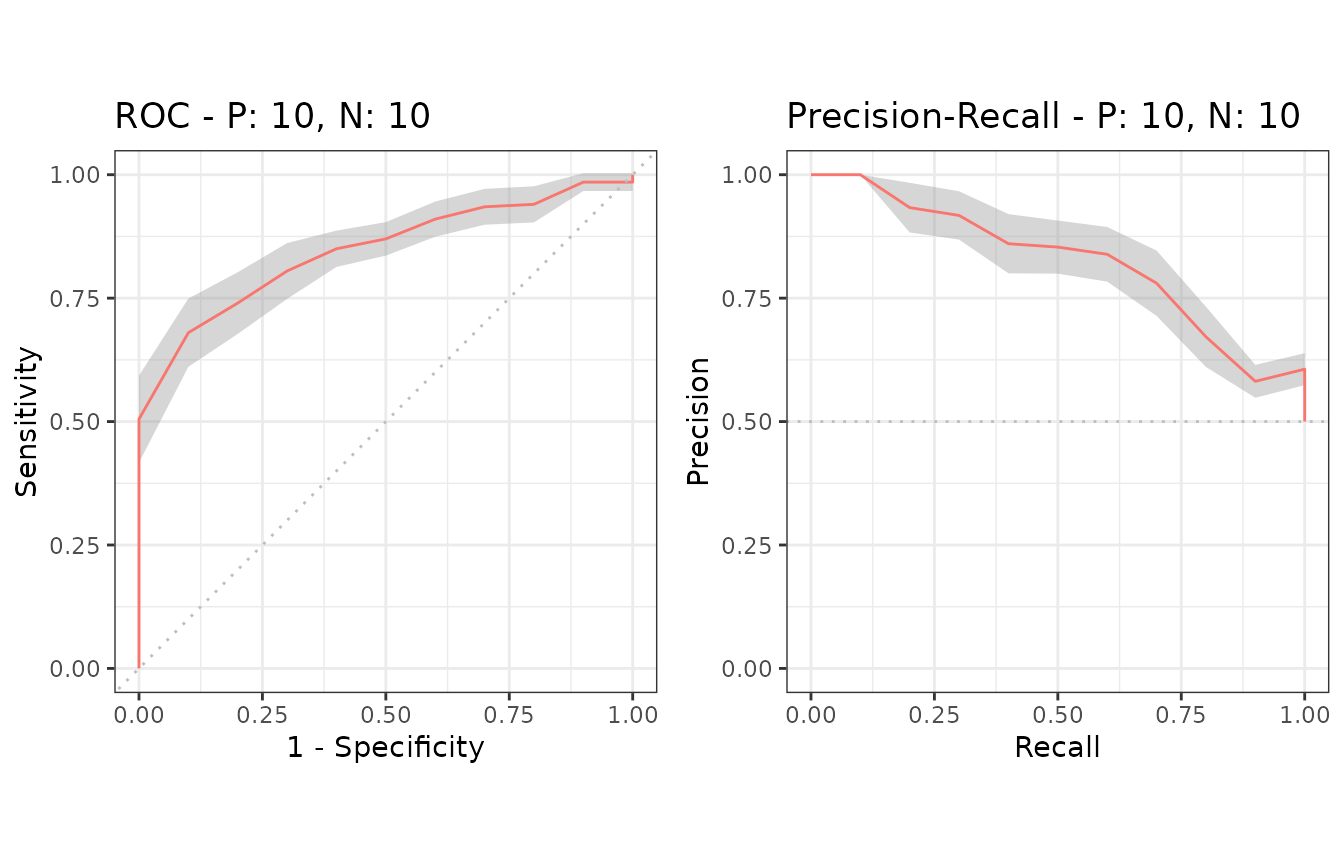 ROC - P: 10, N: 10
Sensitivity
1.00
0.75
0.50
0.25
0.00
0.00 0.25 0.50 0.75 1.00
1 - Specificity
Precision-Recall - P: 10, N: 10
Precision
1.00
0.75
0.50
0.25
0.00
0.00 0.25 0.50 0.75 1.00
Recall